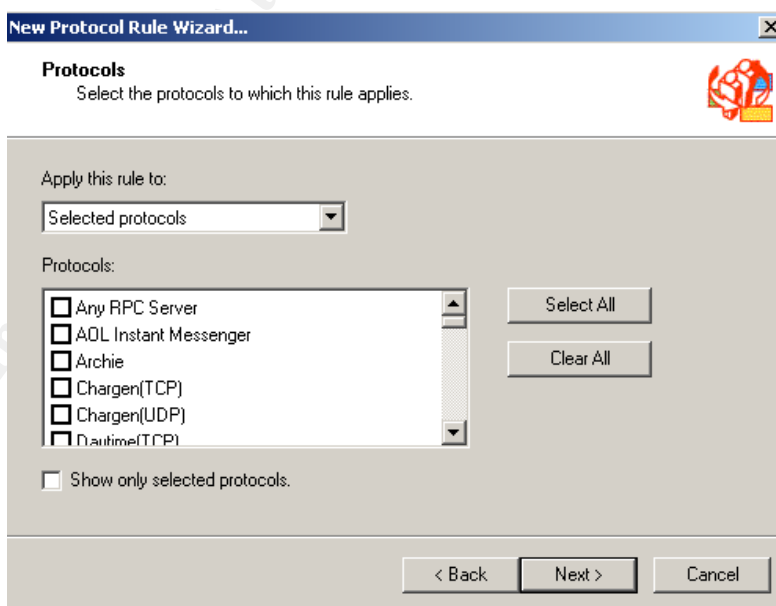 New Protocol Rule Wizard...
Protocols
Select the protocols to which this rule applies.
Apply this rule to:
Selected protocols
Protocols:
Any RPC Server
AOL Instant Messenger
Archie
Chargen(TCP)
Chargen(UDP)
Daytime(TCP)
Select All
Clear All
Show only selected protocols.
< Back
Next >
Cancel